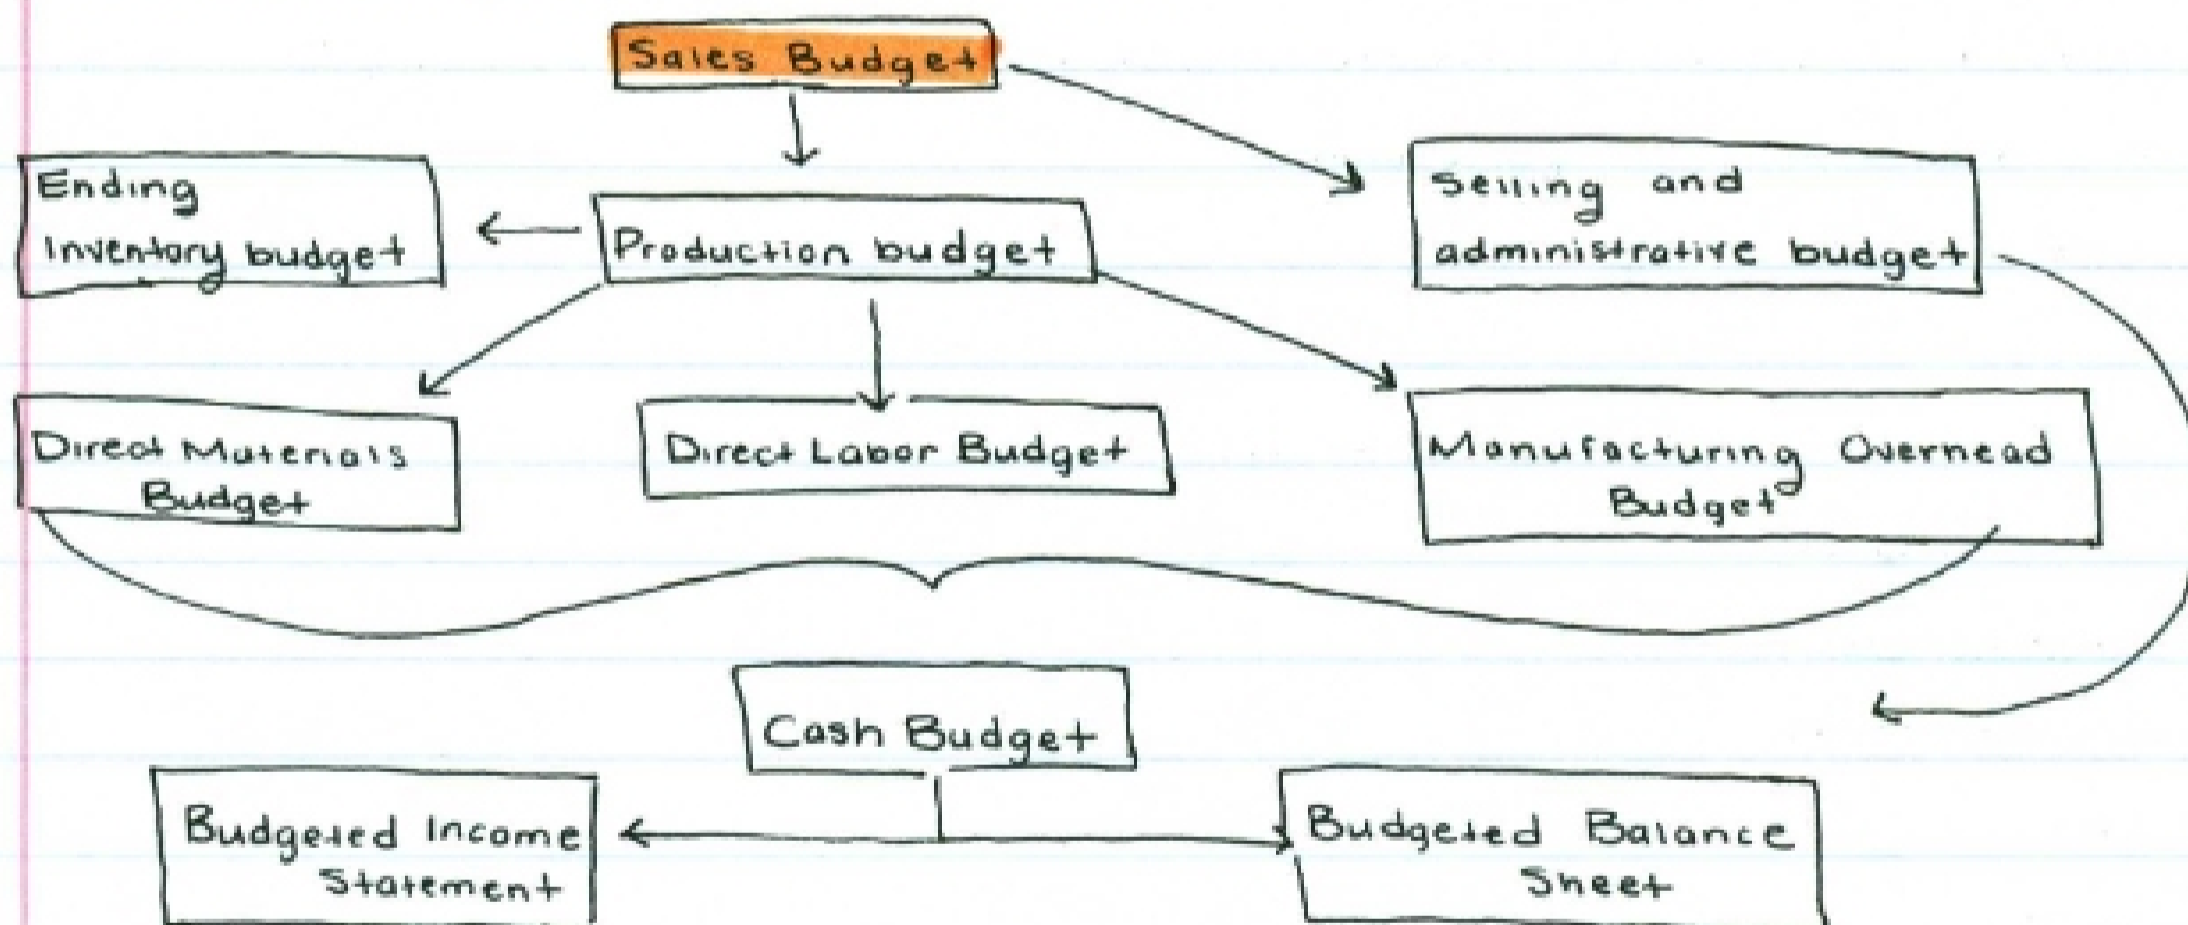 Sales Budget
Ending
Inventory budget
Production budget
Selling and
administrative budget
Direct Materials
Budget
Direct Labor Budget
Manufacturing Overhead
Budget
Cash Budget
Budgeted Income
Statement
Budgeted Balance
Sheet